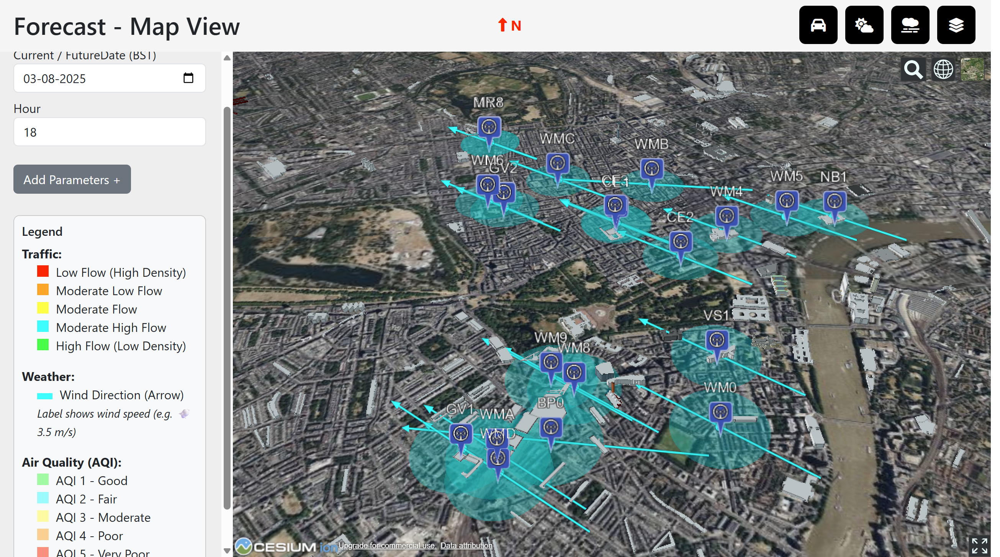 Forecast - Map View
N
Current / FutureDate (BST)
03-08-2025
Hour
18
Add Parameters +
Legend
Traffic:
Low Flow (High Density)
Moderate Low Flow
Moderate Flow
Moderate High Flow
High Flow (Low Density)
Weather:
Wind Direction (Arrow)
Label shows wind speed (e.g.
3.5 m/s)
Air Quality (AQI):
AQI 1 - Good
AQI 2 - Fair
AQI 3 - Moderate
AQI 4 - Poor
AQI 5 - Very Poor
MR8
WMC
WMB
WM6
GV2
WM5
NB1
WM4
CE2
VS1
WM9
WM8
WM0
BP0
GV1
WMA
WMD
CESIUM ion
Upgrade for commercial use. Data attribution